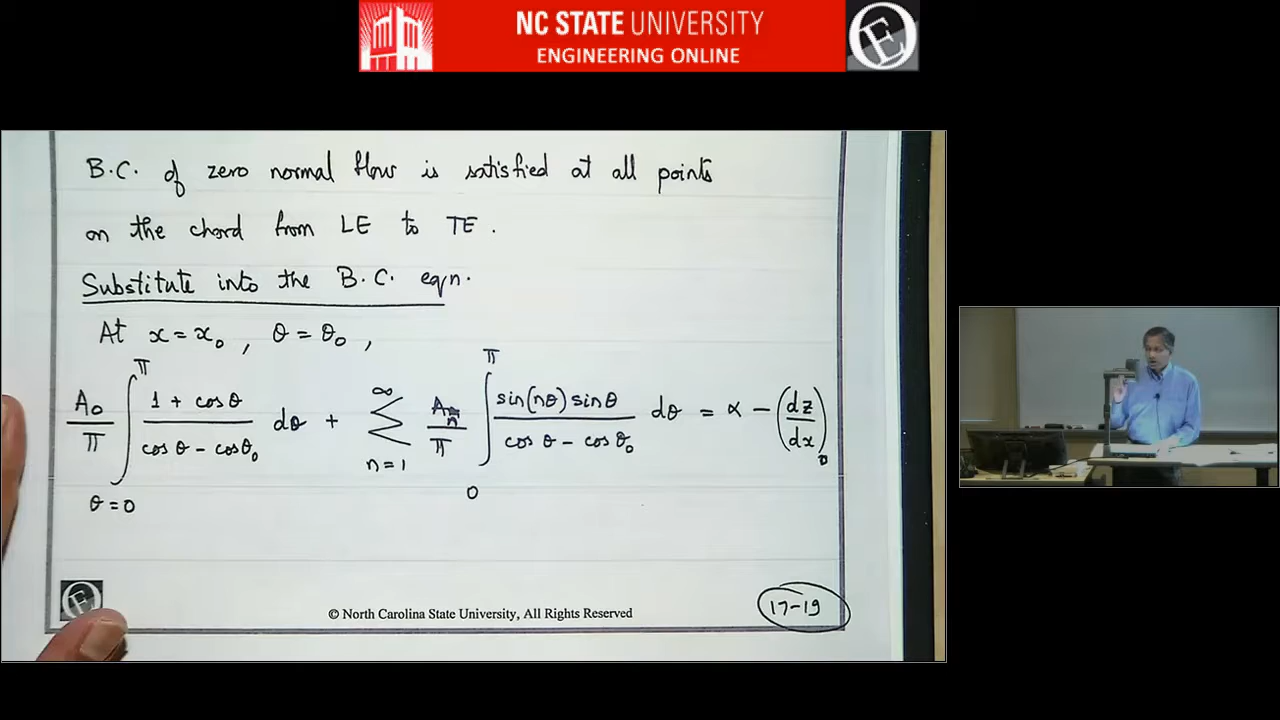 NC STATE UNIVERSITY
ENGINEERING ONLINE
B.C. of zero normal flow is satisfied at all points
on the chord from LE to TE.
Substitute into the B.C. eqn.
At x = x₀, θ = θ₀,
A₀/π ∫_{θ=0}^{π} (1 + cos θ)/(cos θ − cos θ₀) dθ + ∑_{n=1}^{∞} Aₙ/π ∫_{0}^{π} (sin(nθ) sin θ)/(cos θ − cos θ₀) dθ = α − (dz/dx)₀
© North Carolina State University, All Rights Reserved
17-19